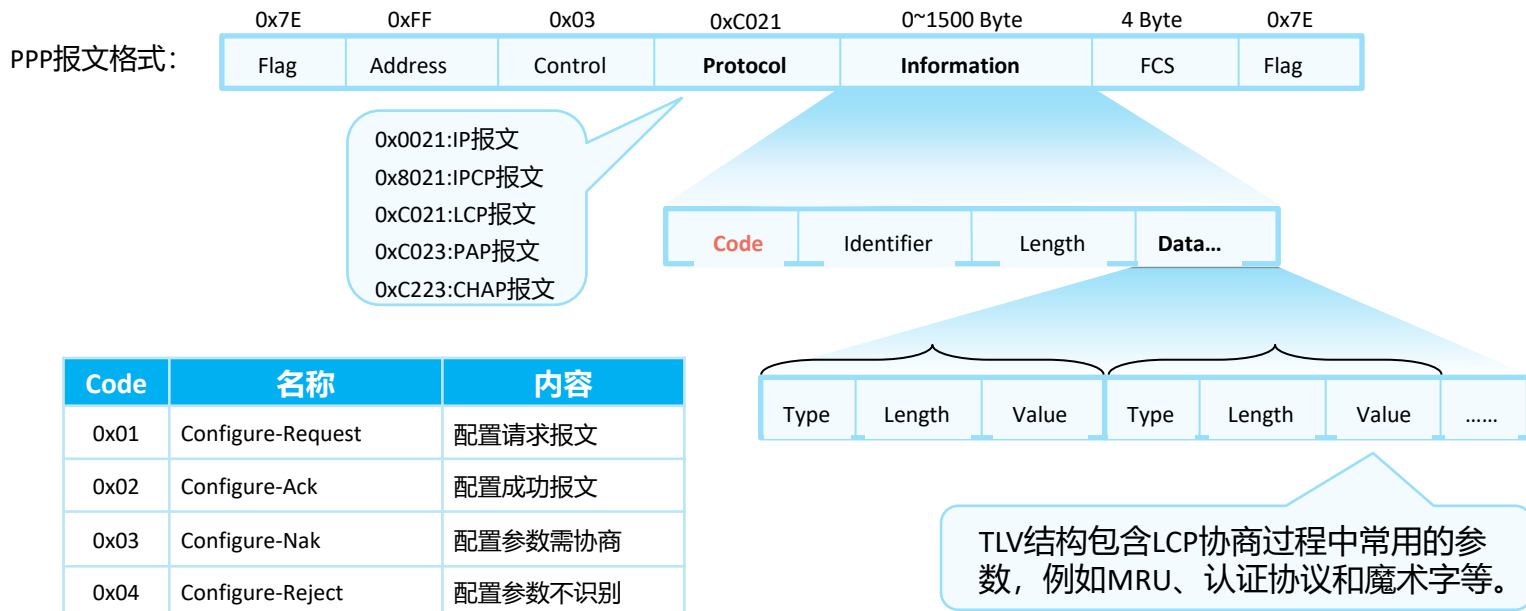 0x7E 0xFF 0x03 0xC021 0~1500 Byte 4 Byte 0x7E
PPP报文格式： Flag Address Control Protocol Information FCS Flag
0x0021:IP报文
0x8021:IPCP报文
0xC021:LCP报文
0xC023:PAP报文
0xC223:CHAP报文
Code Identifier Length Data...
Type Length Value Type Length Value ......
Code 名称 内容
0x01 Configure-Request 配置请求报文
0x02 Configure-Ack 配置成功报文
0x03 Configure-Nak 配置参数需协商
0x04 Configure-Reject 配置参数不识别
TLV结构包含LCP协商过程中常用的参
数，例如MRU、认证协议和魔术字等。